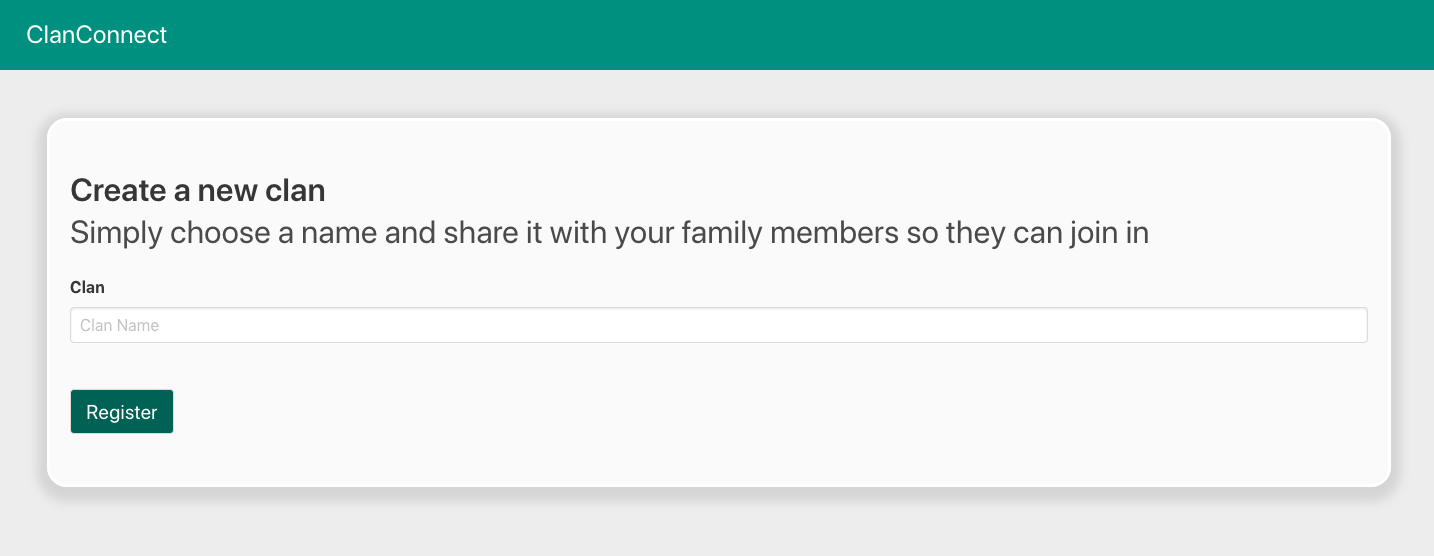 ClanConnect
Create a new clan
Simply choose a name and share it with your family members so they can join in
Clan
Clan Name
Register